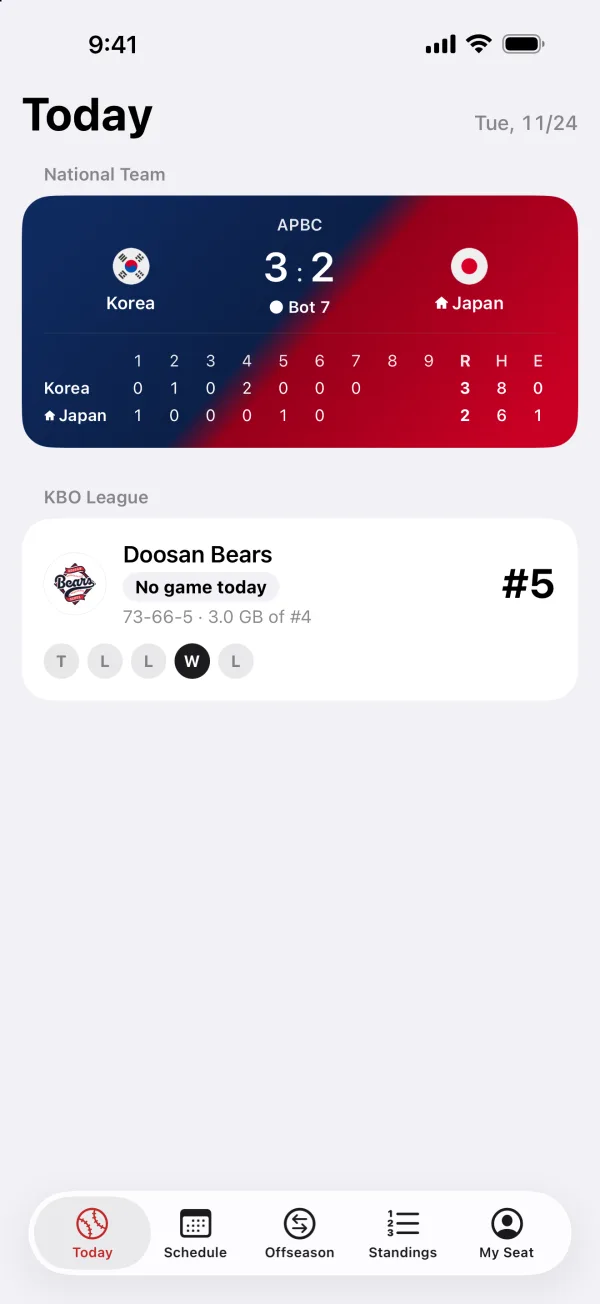 9:41
Today
Tue, 11/24
National Team
APBC
3 : 2
Korea
Bot 7
Japan
1 2 3 4 5 6 7 8 9 R H E
Korea 0 1 0 2 0 0 0 3 8 0
Japan 1 0 0 0 1 0 2 6 1
KBO League
Bears
Doosan Bears
No game today
73-66-5 · 3.0 GB of #4
#5
T L L W L
Today
Schedule
Offseason
Standings
My Seat